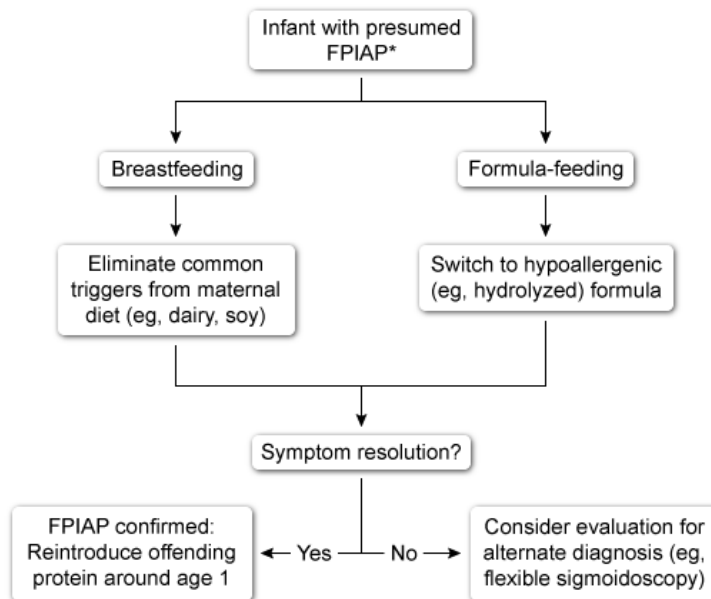 Infant with presumed
FPIAP*
Breastfeeding
Formula-feeding
Eliminate common
triggers from maternal
diet (eg, dairy, soy)
Switch to hypoallergenic
(eg, hydrolyzed) formula
Symptom resolution?
FPIAP confirmed:
Reintroduce offending
protein around age 1
Yes
No
Consider evaluation for
alternate diagnosis (eg,
flexible sigmoidoscopy)